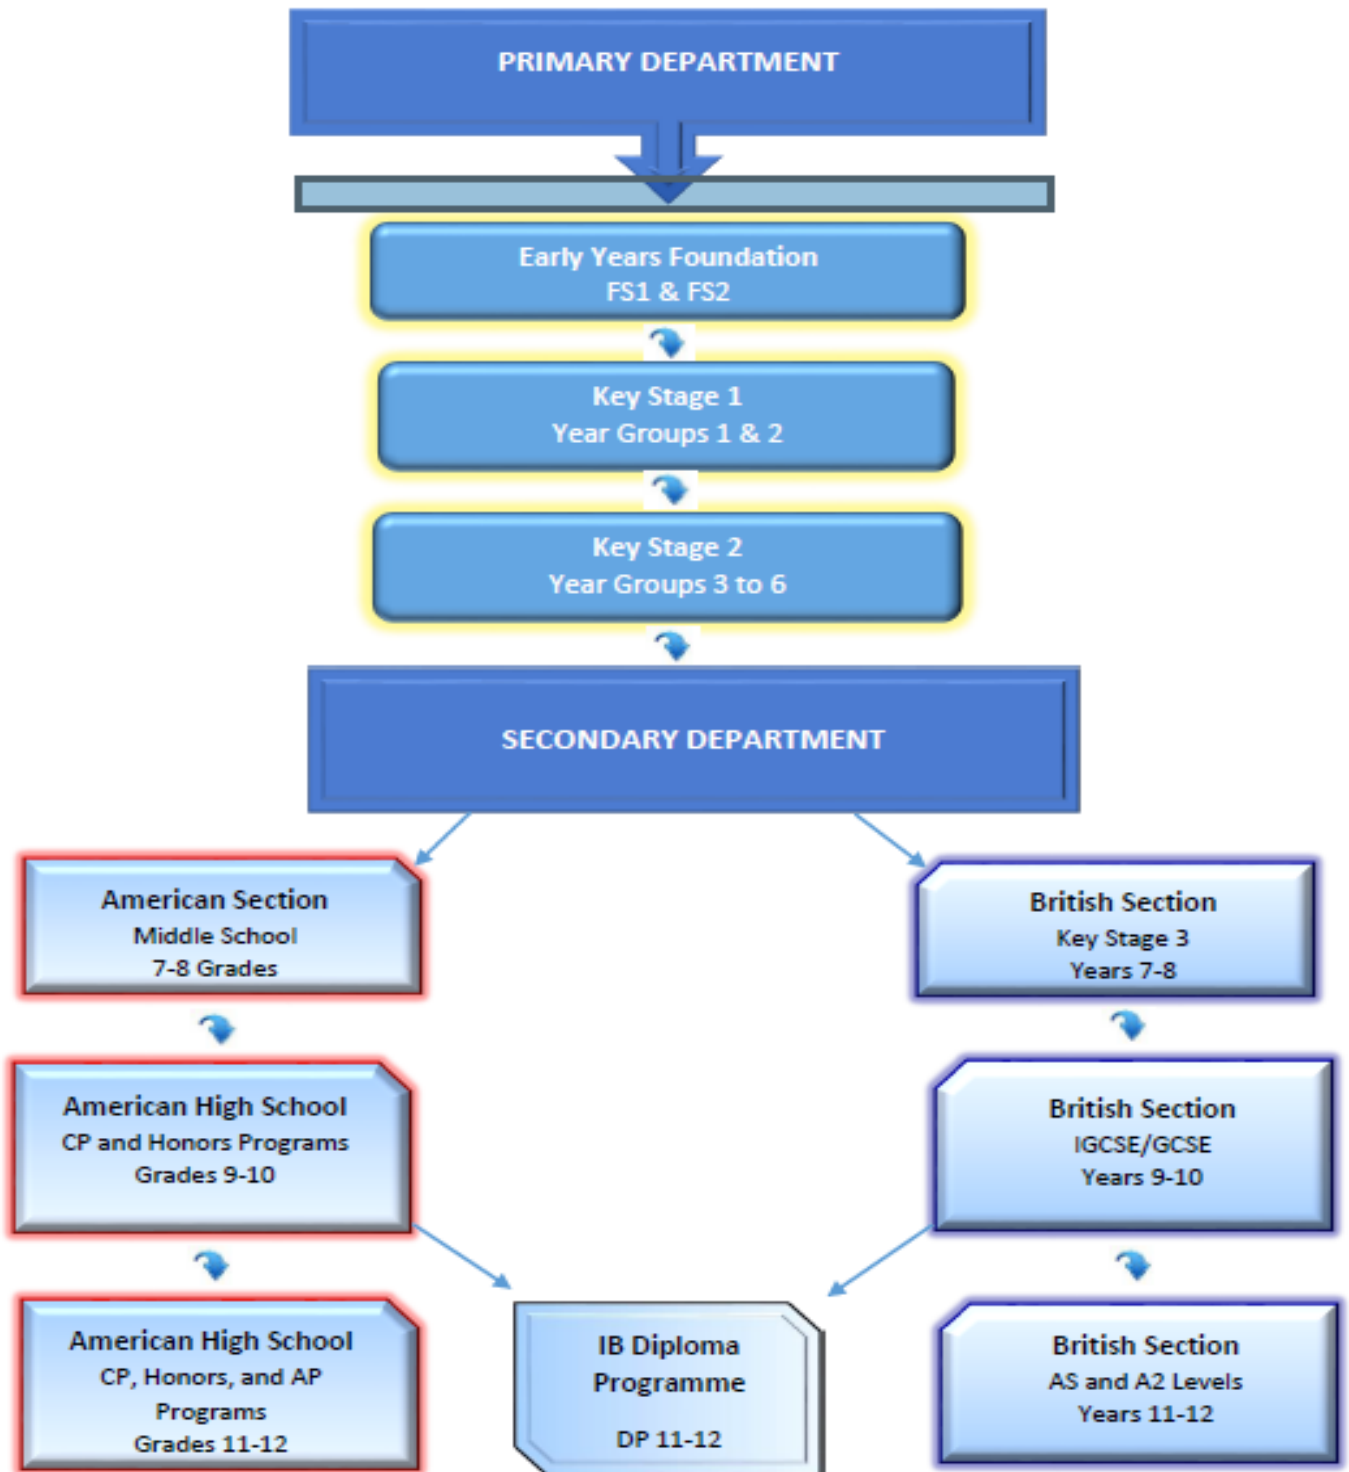 PRIMARY DEPARTMENT
Early Years Foundation
FS1 & FS2
Key Stage 1
Year Groups 1 & 2
Key Stage 2
Year Groups 3 to 6
SECONDARY DEPARTMENT
American Section
Middle School
7-8 Grades
British Section
Key Stage 3
Years 7-8
American High School
CP and Honors Programs
Grades 9-10
British Section
IGCSE/GCSE
Years 9-10
American High School
CP, Honors, and AP
Programs
Grades 11-12
IB Diploma
Programme
DP 11-12
British Section
AS and A2 Levels
Years 11-12